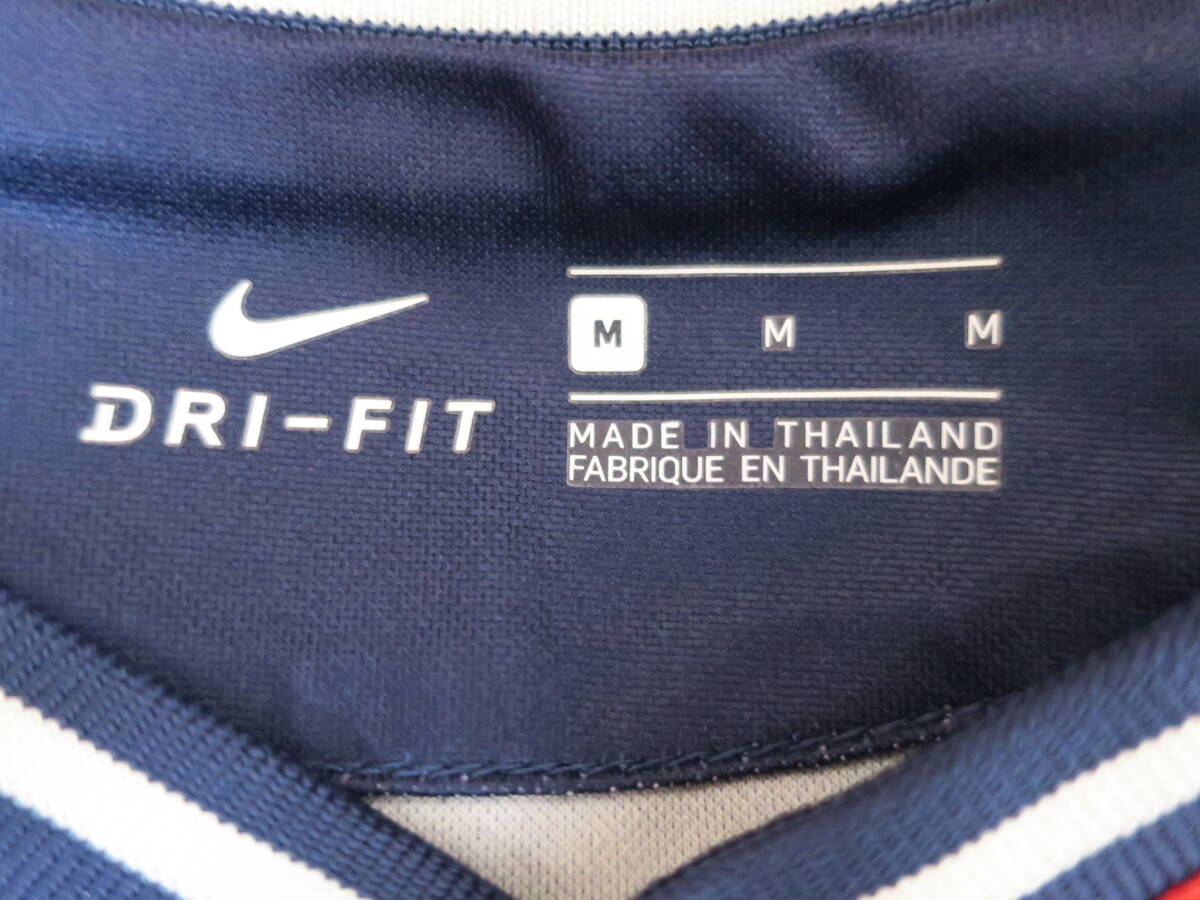 DRI-FIT
M M M
MADE IN THAILAND
FABRIQUE EN THAILANDE